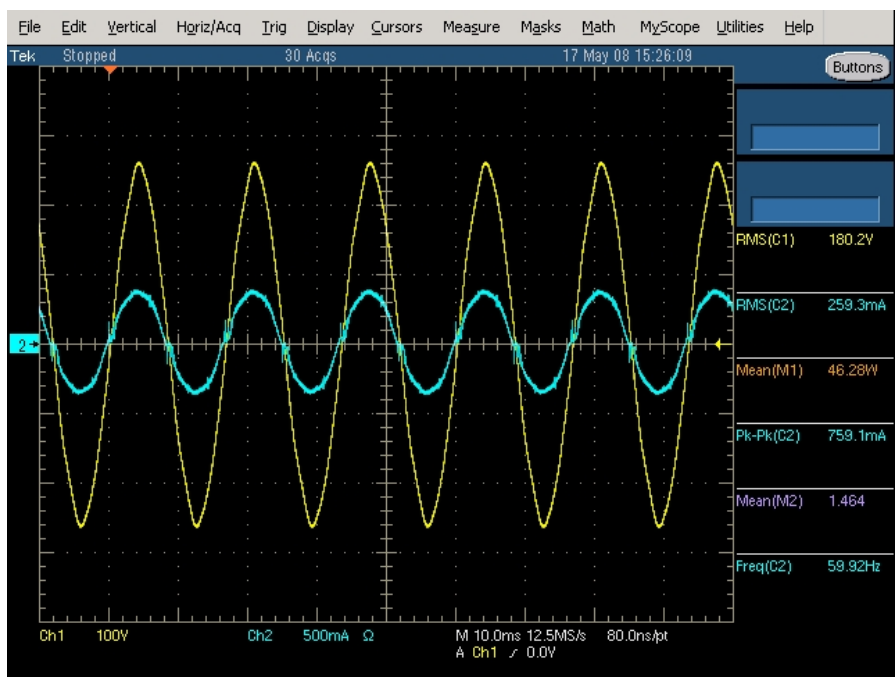 File Edit Vertical Horiz/Acq Trig Display Cursors Measure Masks Math MyScope Utilities Help
Tek Stopped 30 Acqs 17 May 08 15:26:09
Buttons
RMS(C1) 180.2V
RMS(C2) 259.3mA
2
Mean(M1) 46.28W
Pk-Pk(C2) 759.1mA
Mean(M2) 1.464
Freq(C2) 59.92Hz
Ch1 100V Ch2 500mA Ω M 10.0ms 12.5MS/s 80.0ns/pt
A Ch1 0.0V